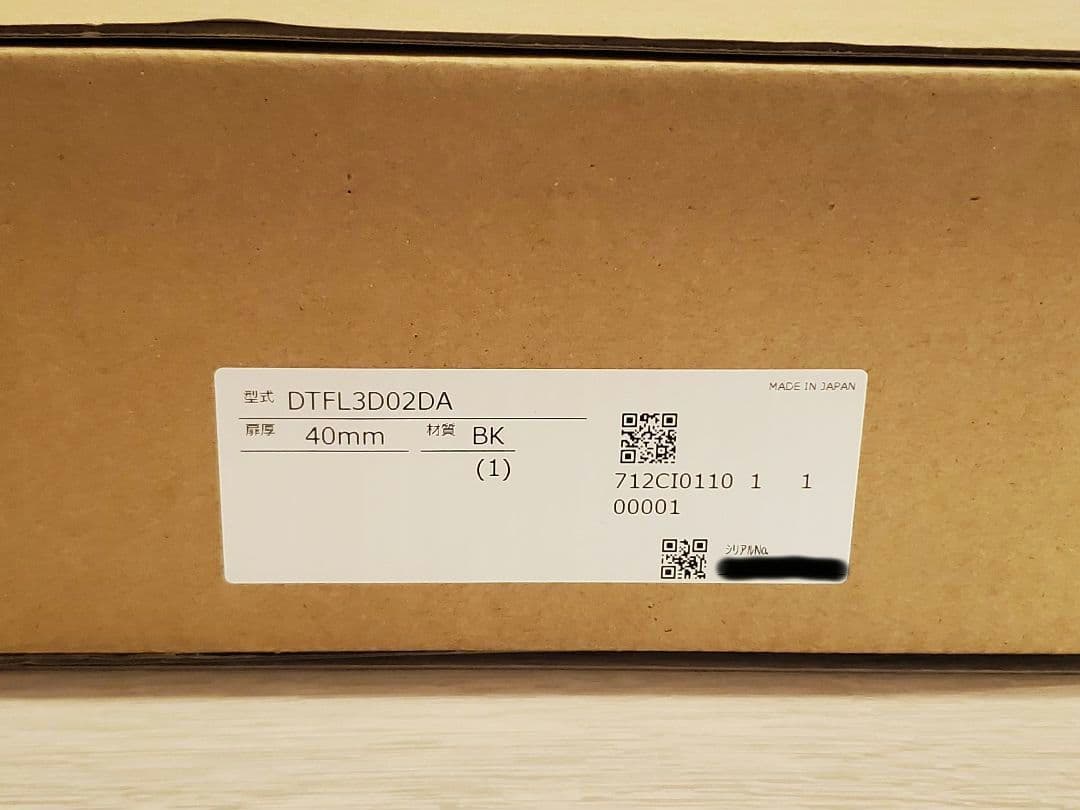 型式 DTFL3D02DA
MADE IN JAPAN
扉厚 40mm 材質 BK
(1)
712CI0110 1 1
00001
シリアルNo.